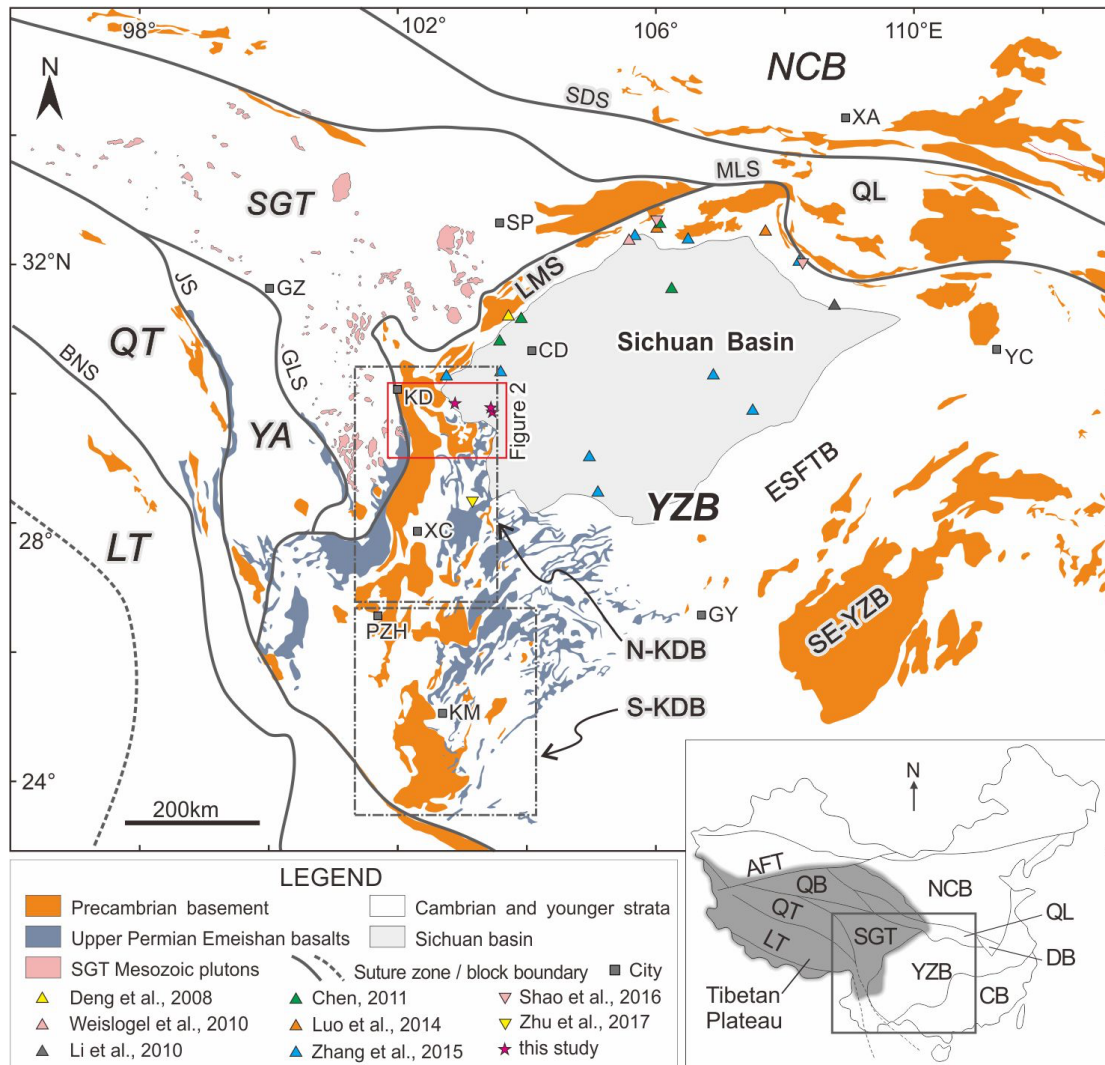 98°
102°
106°
110°E
N
NCB
SDS
XA
MLS
QL
SGT
SP
32°N
JS
GZ
LMS
QT
BNS
GLS
CD
Sichuan Basin
YC
KD
Figure 2
YA
ESFTB
YZB
LT
28°
XC
PZH
GY
SE-YZB
N-KDB
S-KDB
KM
24°
200km
LEGEND
Precambrian basement
Cambrian and younger strata
Upper Permian Emeishan basalts
Sichuan basin
SGT Mesozoic plutons
Suture zone / block boundary
City
Deng et al., 2008
Chen, 2011
Shao et al., 2016
Weislogel et al., 2010
Luo et al., 2014
Zhu et al., 2017
Li et al., 2010
Zhang et al., 2015
this study
N
AFT
QB
NCB
QT
QL
LT
SGT
DB
YZB
CB
Tibetan
Plateau